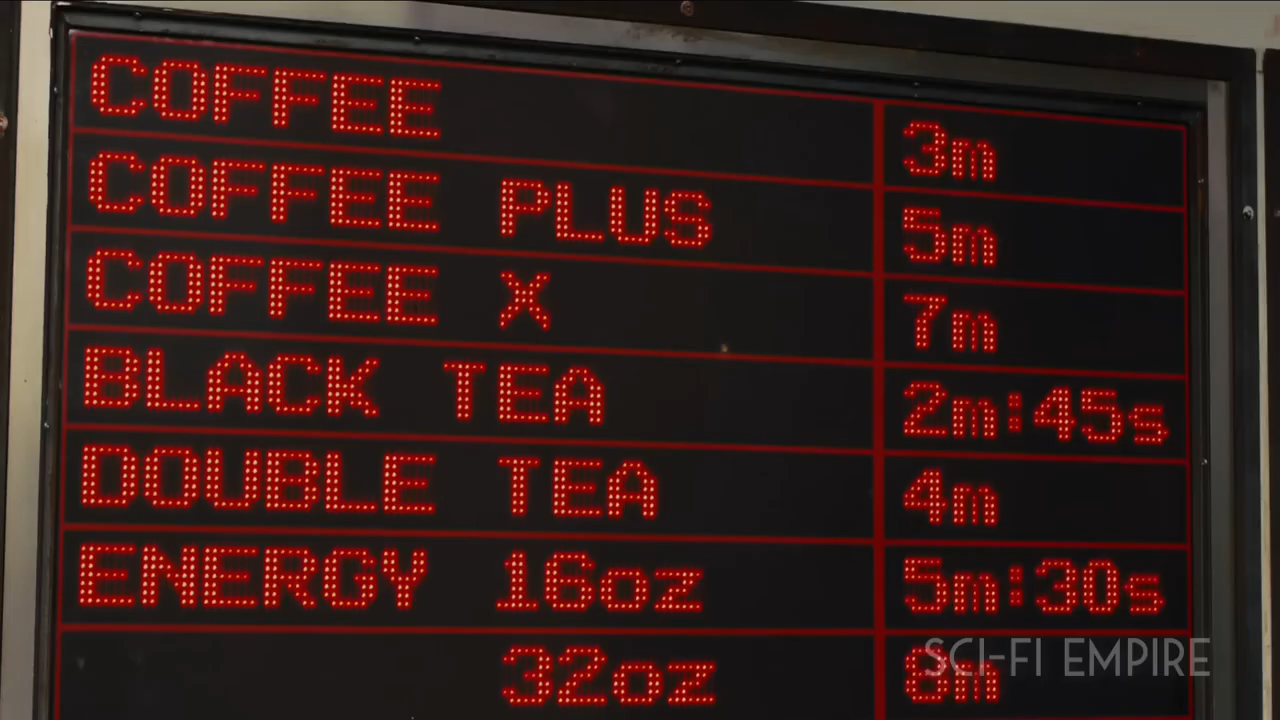 COFFEE 3m
COFFEE PLUS 5m
COFFEE X 7m
BLACK TEA 2m:45s
DOUBLE TEA 4m
ENERGY 16oz 5m:30s
32oz
SCI-FI EMPIRE